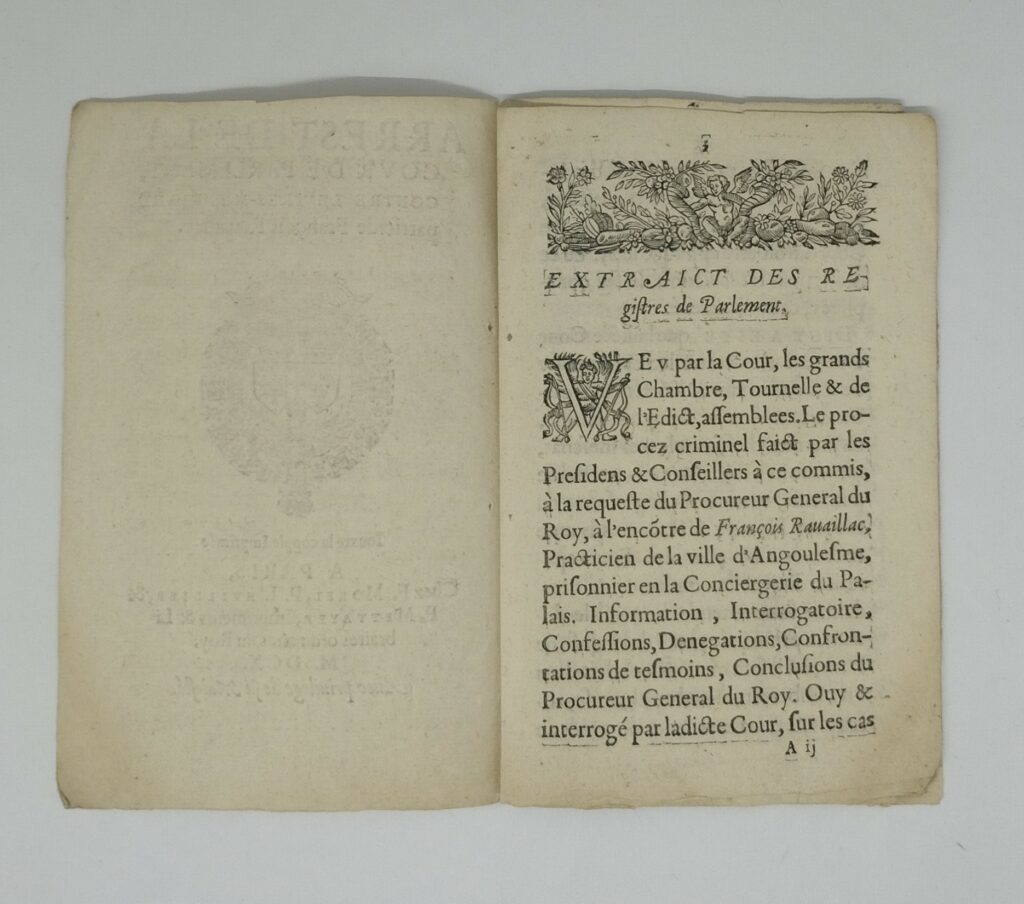 3
EXTRAICT DES RE-
giſtres de Parlement.
VEV par la Cour, les grands
Chambre, Tournelle & de
l'Edict, aſſemblees. Le pro-
cez criminel faict par les
Preſidens & Conſeillers à ce commis,
à la requeſte du Procureur General du
Roy, à l'encõtre de François Rauaillac,
Practicien de la ville d'Angouleſme,
priſonnier en la Conciergerie du Pa-
lais. Information, Interrogatoire,
Confeſſions, Denegations, Confron-
tations de teſmoins, Concluſions du
Procureur General du Roy. Ouy &
interrogé par ladicte Cour, ſur les cas
A ij